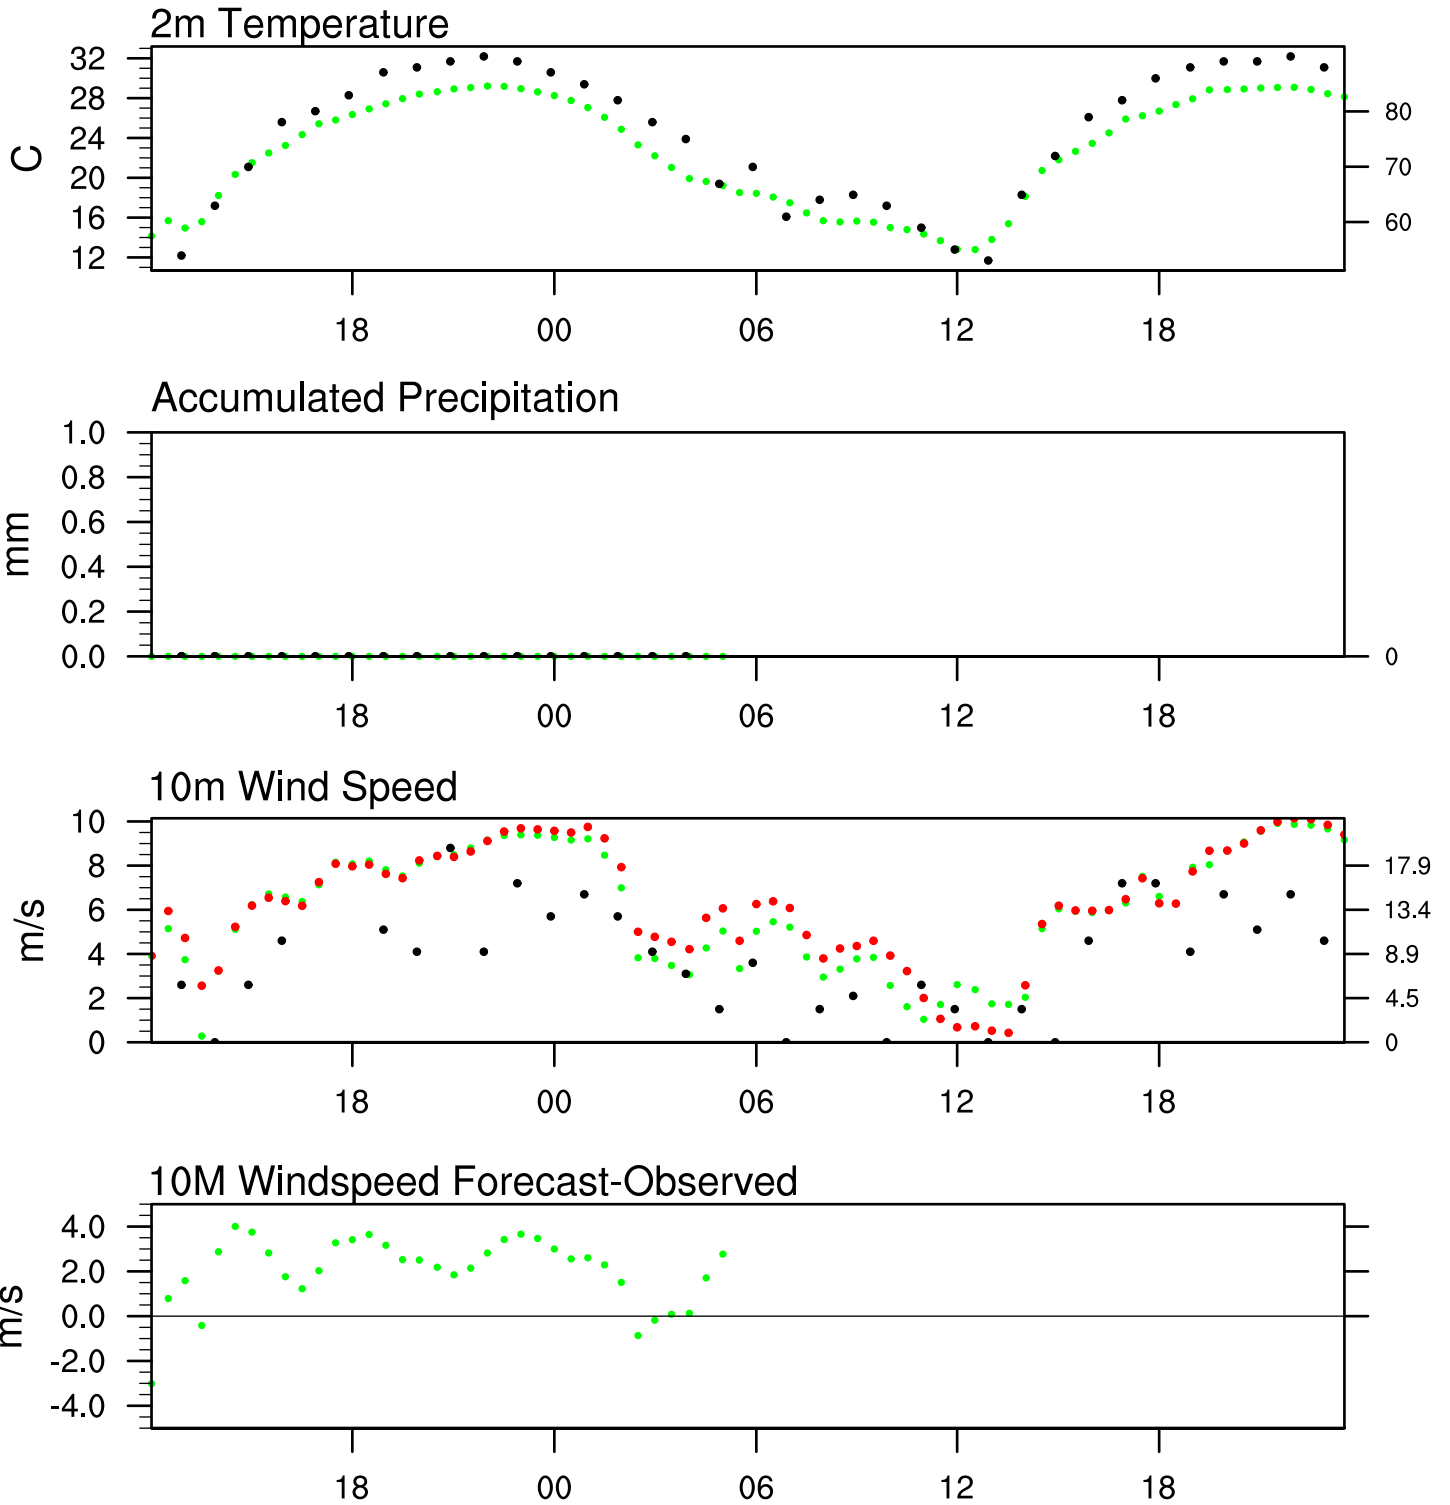 2m Temperature
32
28
24
20
16
12
C
80
70
60
18 00 06 12 18
Accumulated Precipitation
1.0
0.8
0.6
0.4
0.2
0.0
mm
0
18 00 06 12 18
10m Wind Speed
10
8
6
4
2
0
m/s
17.9
13.4
8.9
4.5
0
18 00 06 12 18
10M Windspeed Forecast-Observed
4.0
2.0
0.0
-2.0
-4.0
m/s
18 00 06 12 18